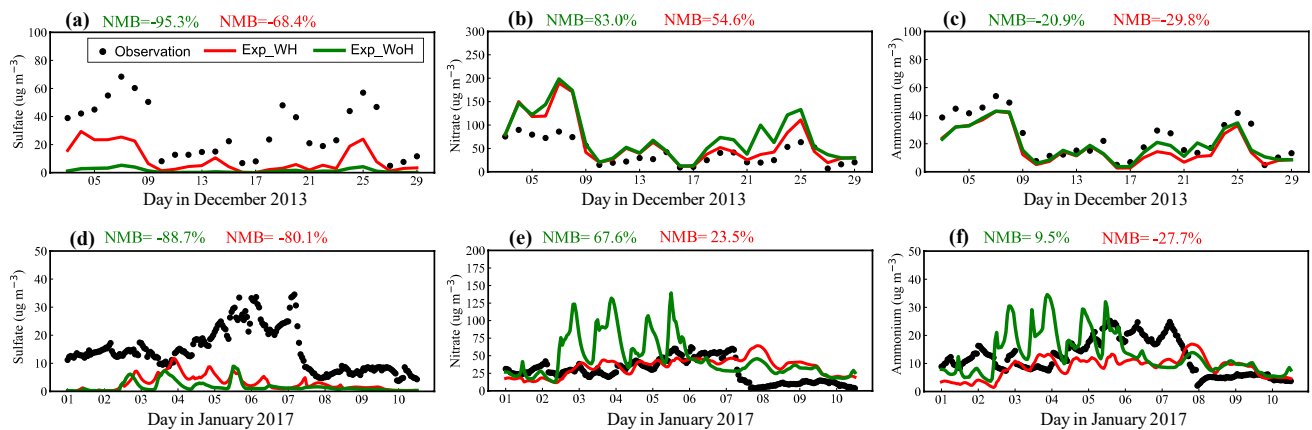 (a) NMB=-95.3% NMB=-68.4%
Sulfate (ug m⁻³)
100
80
60
40
20
0
Observation Exp_WH Exp_WoH
05 09 13 17 21 25 29
Day in December 2013
(b) NMB=83.0% NMB=54.6%
Nitrate (ug m⁻³)
300
250
200
150
100
50
0
05 09 13 17 21 25 29
Day in December 2013
(c) NMB=-20.9% NMB=-29.8%
Ammonium (ug m⁻³)
100
80
60
40
20
0
05 09 13 17 21 25 29
Day in December 2013
(d) NMB= -88.7% NMB= -80.1%
Sulfate (ug m⁻³)
50
40
30
20
10
0
01 02 03 04 05 06 07 08 09 10
Day in January 2017
(e) NMB= 67.6% NMB= 23.5%
Nitrate (ug m⁻³)
200
175
150
125
100
75
50
25
0
01 02 03 04 05 06 07 08 09 10
Day in January 2017
(f) NMB= 9.5% NMB=-27.7%
Ammonium (ug m⁻³)
50
40
30
20
10
0
01 02 03 04 05 06 07 08 09 10
Day in January 2017